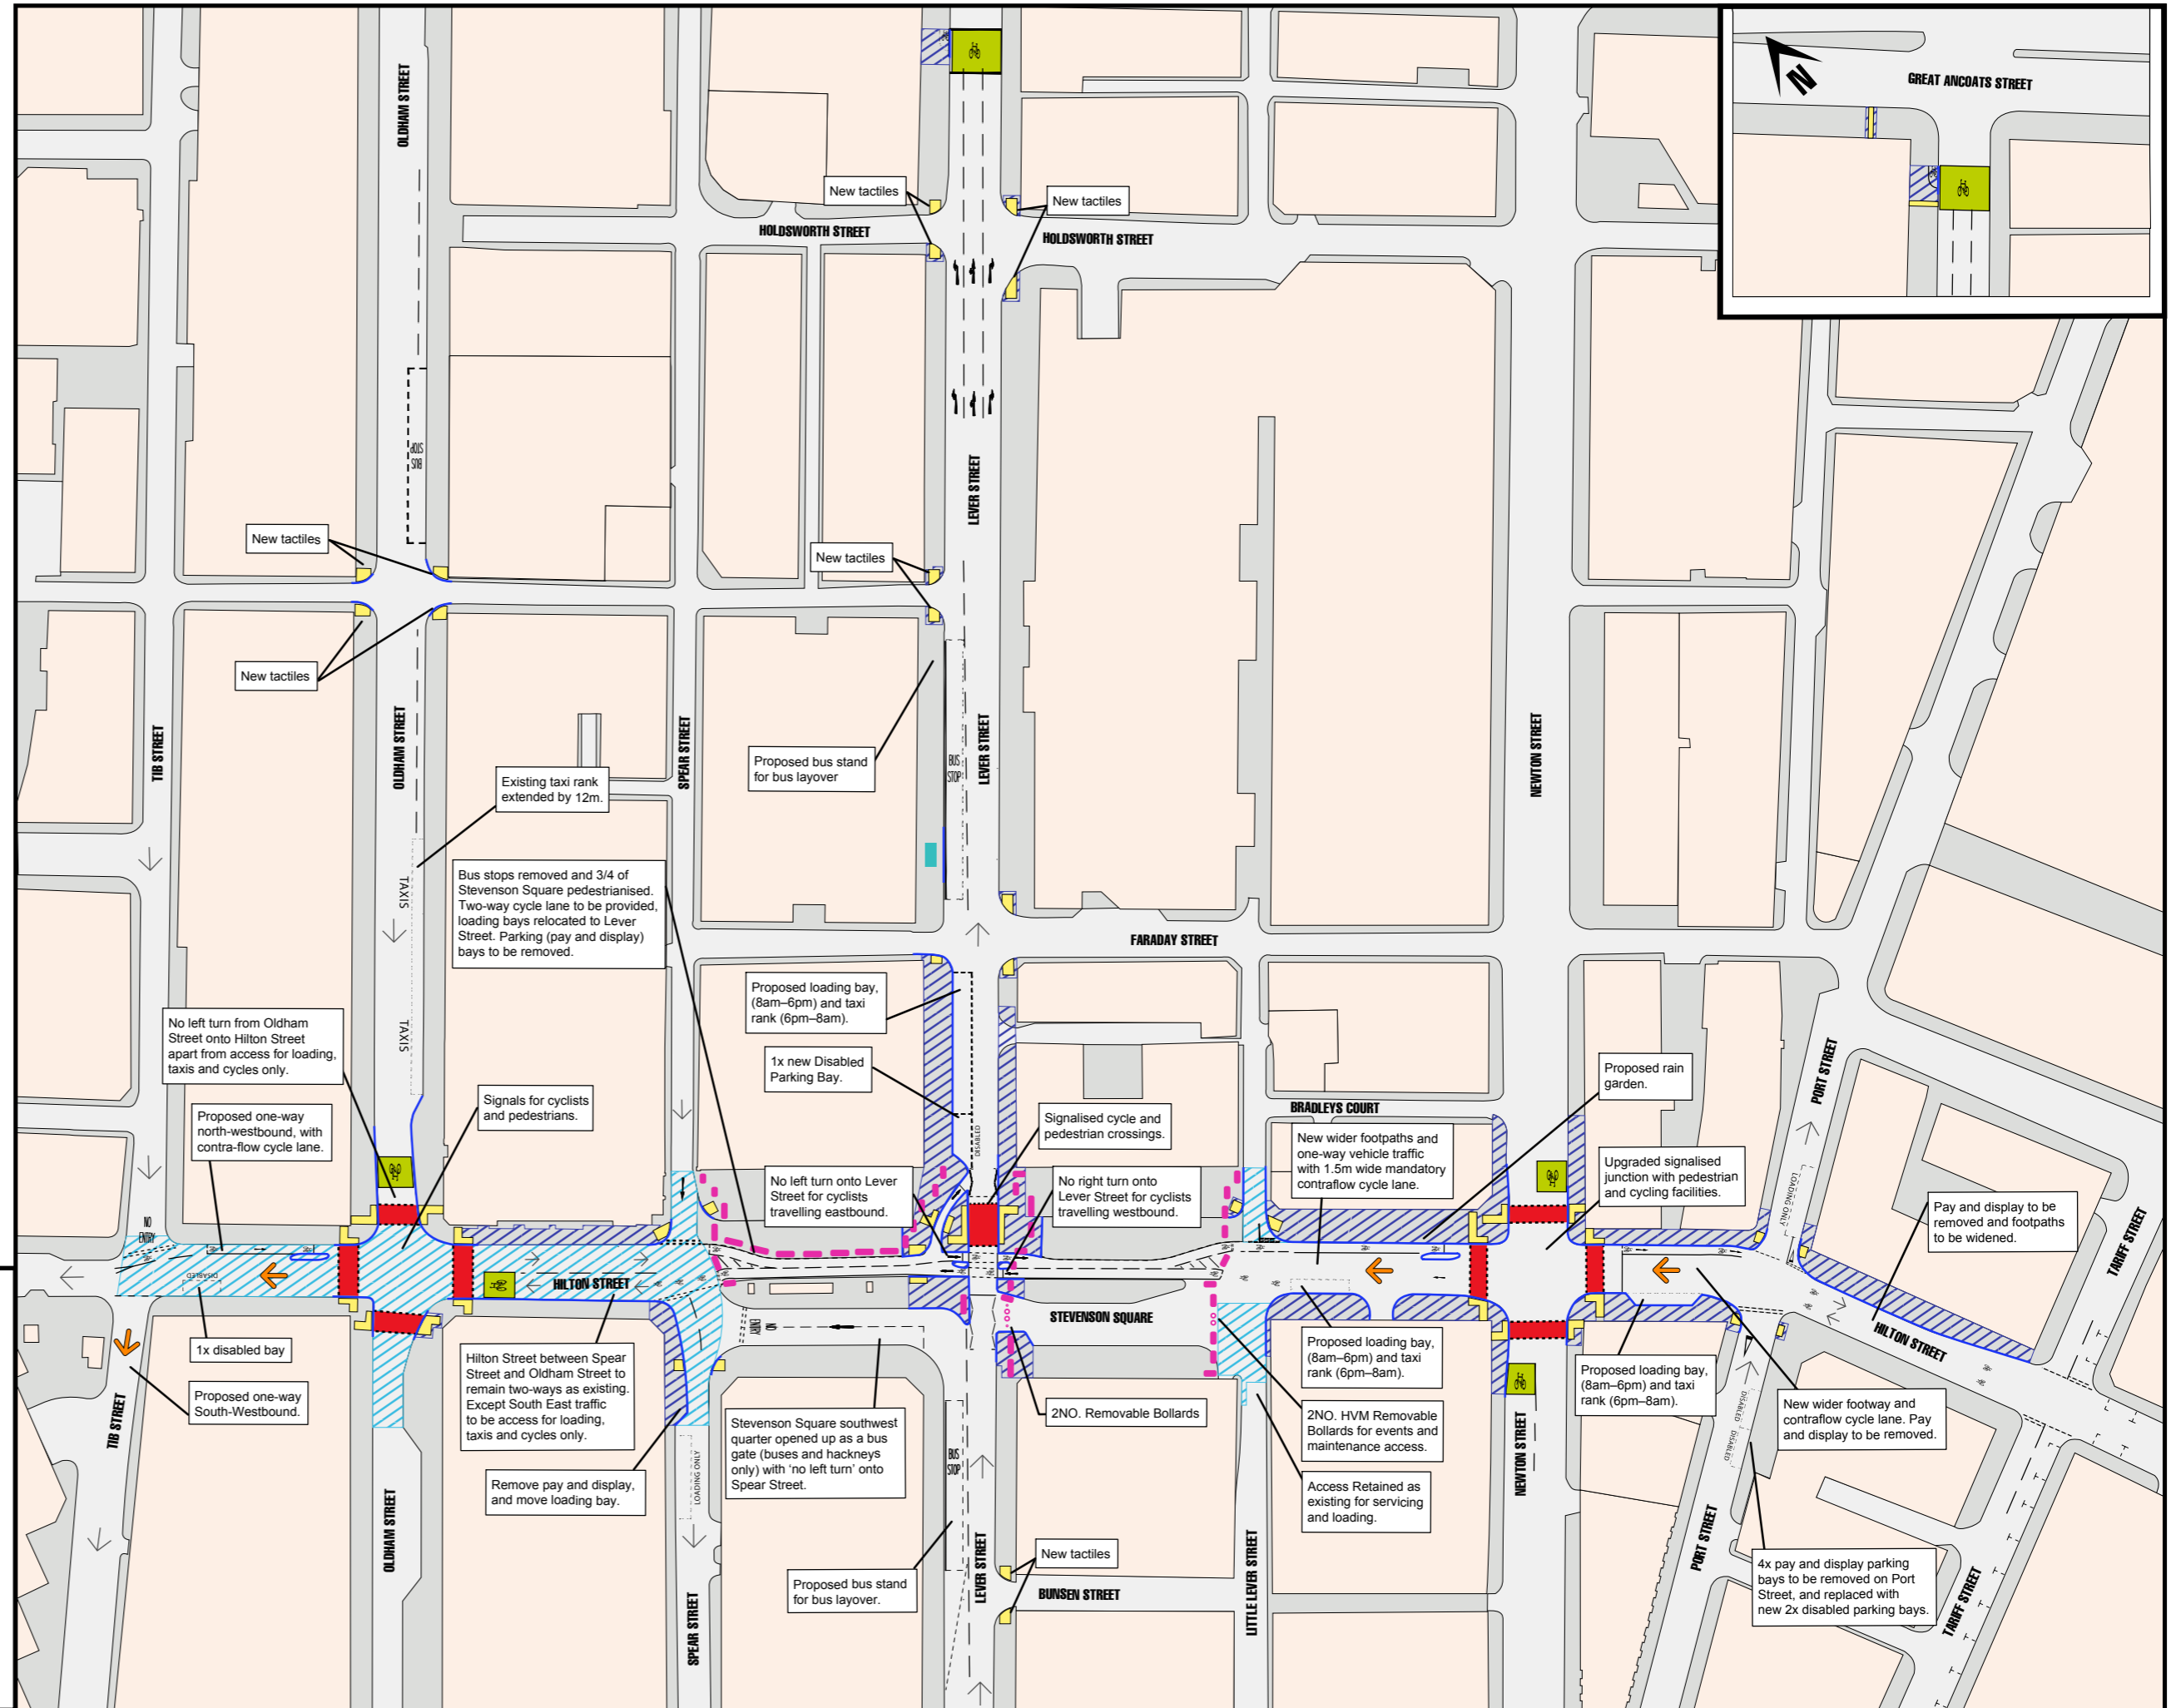 OLDHAM STREET
N
GREAT ANCOATS STREET
New tactiles
New tactiles
HOLDSWORTH STREET
HOLDSWORTH STREET
BUS
STOP
LEVER STREET
New tactiles
New tactiles
New tactiles
TIB STREET
OLDHAM STREET
SPEAR STREET
Proposed bus stand
for bus layover
BUS
STOP
LEVER STREET
NEWTON STREET
Existing taxi rank
extended by 12m.
TAXIS
Bus stops removed and 3/4 of
Stevenson Square pedestrianised.
Two-way cycle lane to be provided,
loading bays relocated to Lever
Street. Parking (pay and display)
bays to be removed.
FARADAY STREET
Proposed loading bay,
(8am–6pm) and taxi
rank (6pm–8am).
No left turn from Oldham
Street onto Hilton Street
apart from access for loading,
taxis and cycles only.
TAXIS
1x new Disabled
Parking Bay.
Proposed rain
garden.
PORT STREET
Signals for cyclists
and pedestrians.
Proposed one-way
north-westbound, with
contra-flow cycle lane.
Signalised cycle and
pedestrian crossings.
BRADLEYS COURT
DISABLED
New wider footpaths and
one-way vehicle traffic
with 1.5m wide mandatory
contraflow cycle lane.
Upgraded signalised
junction with pedestrian
and cycling facilities.
No left turn onto Lever
Street for cyclists
travelling eastbound.
No right turn onto
Lever Street for cyclists
travelling westbound.
LOADING ONLY
Pay and display to be
removed and footpaths
to be widened.
NO
ENTRY
TARIFF STREET
DISABLED
HILTON STREET
STEVENSON SQUARE
NO
ENTRY
HILTON STREET
1x disabled bay
Hilton Street between Spear
Street and Oldham Street to
remain two-ways as existing.
Except South East traffic
to be access for loading,
taxis and cycles only.
Proposed loading bay,
(8am–6pm) and taxi
rank (6pm–8am).
Proposed loading bay,
(8am–6pm) and taxi
rank (6pm–8am).
Proposed one-way
South-Westbound.
TIB STREET
Stevenson Square southwest
quarter opened up as a bus
gate (buses and hackneys
only) with ‘no left turn’ onto
Spear Street.
2NO. Removable Bollards
2NO. HVM Removable
Bollards for events and
maintenance access.
DISABLED
DISABLED
New wider footway and
contraflow cycle lane. Pay
and display to be removed.
NEWTON STREET
Remove pay and display,
and move loading bay.
LOADING ONLY
BUS
STOP
Access Retained as
existing for servicing
and loading.
OLDHAM STREET
LEVER STREET
LITTLE LEVER STREET
PORT STREET
New tactiles
Proposed bus stand
for bus layover.
BUNSEN STREET
4x pay and display parking
bays to be removed on Port
Street, and replaced with
new 2x disabled parking bays.
SPEAR STREET
TARIFF STREET